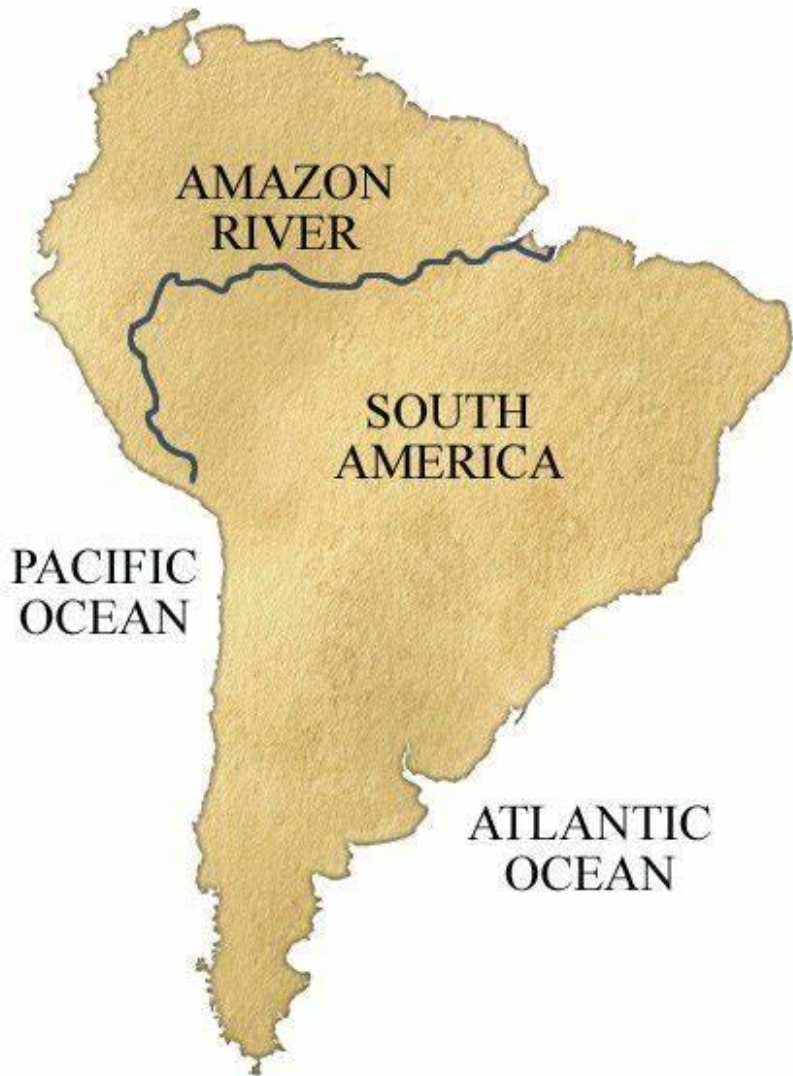 AMAZON
RIVER
SOUTH
AMERICA
PACIFIC
OCEAN
ATLANTIC
OCEAN